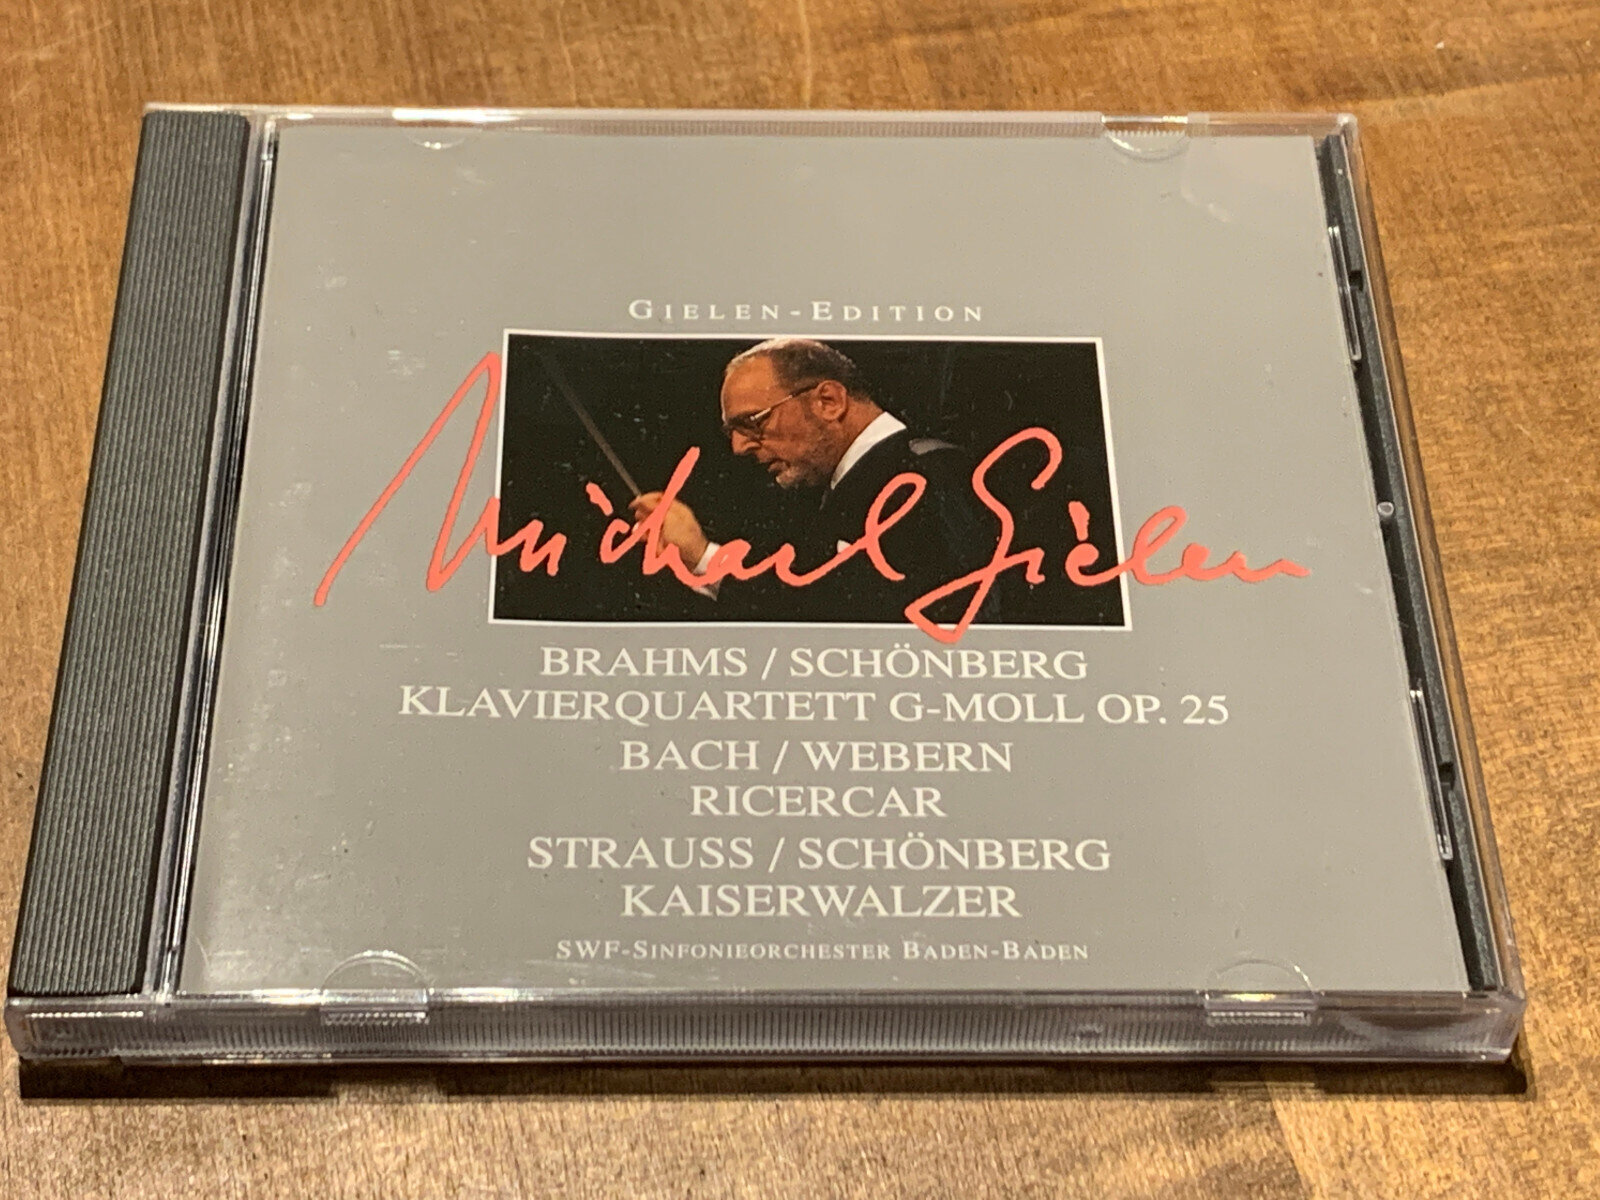 GIELEN-EDITION
Michael Gielen
BRAHMS / SCHÖNBERG
KLAVIERQUARTETT G-MOLL OP. 25
BACH / WEBERN
RICERCAR
STRAUSS / SCHÖNBERG
KAISERWALZER
SWF-SINFONIEORCHESTER BADEN-BADEN